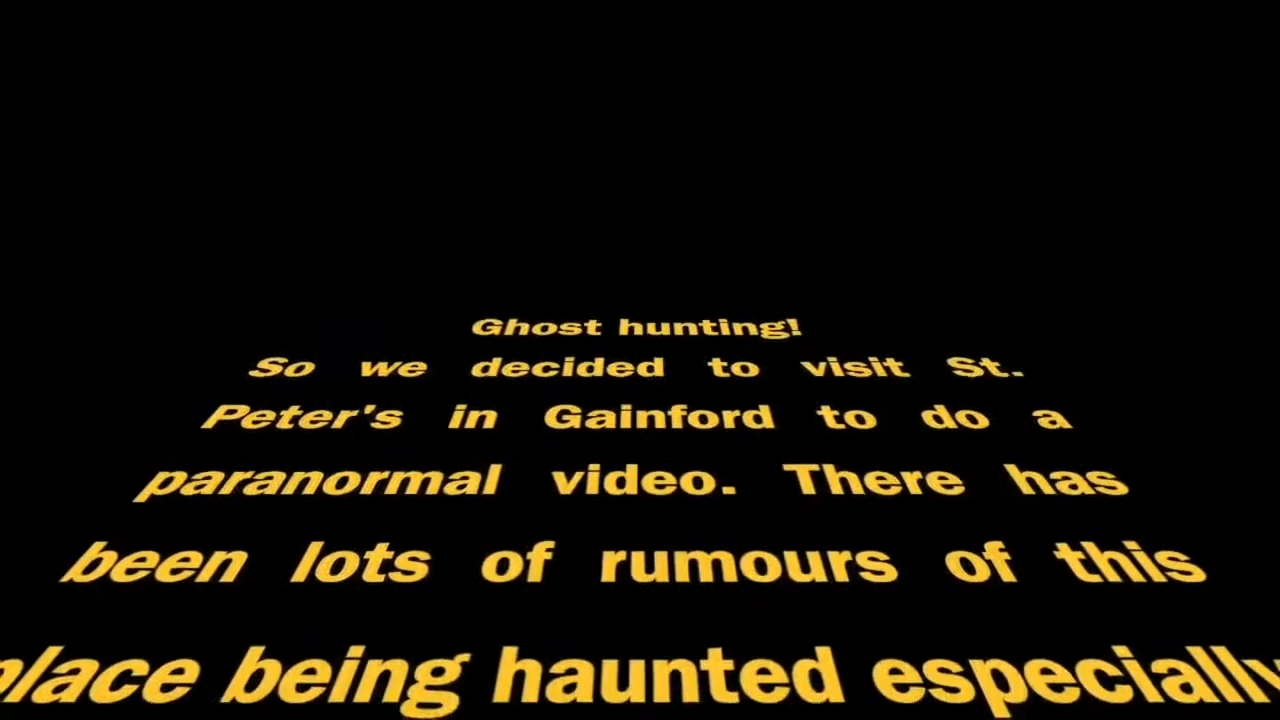 Ghost hunting!
So we decided to visit St.
Peter's in Gainford to do a
paranormal video. There has
been lots of rumours of this
place being haunted especially